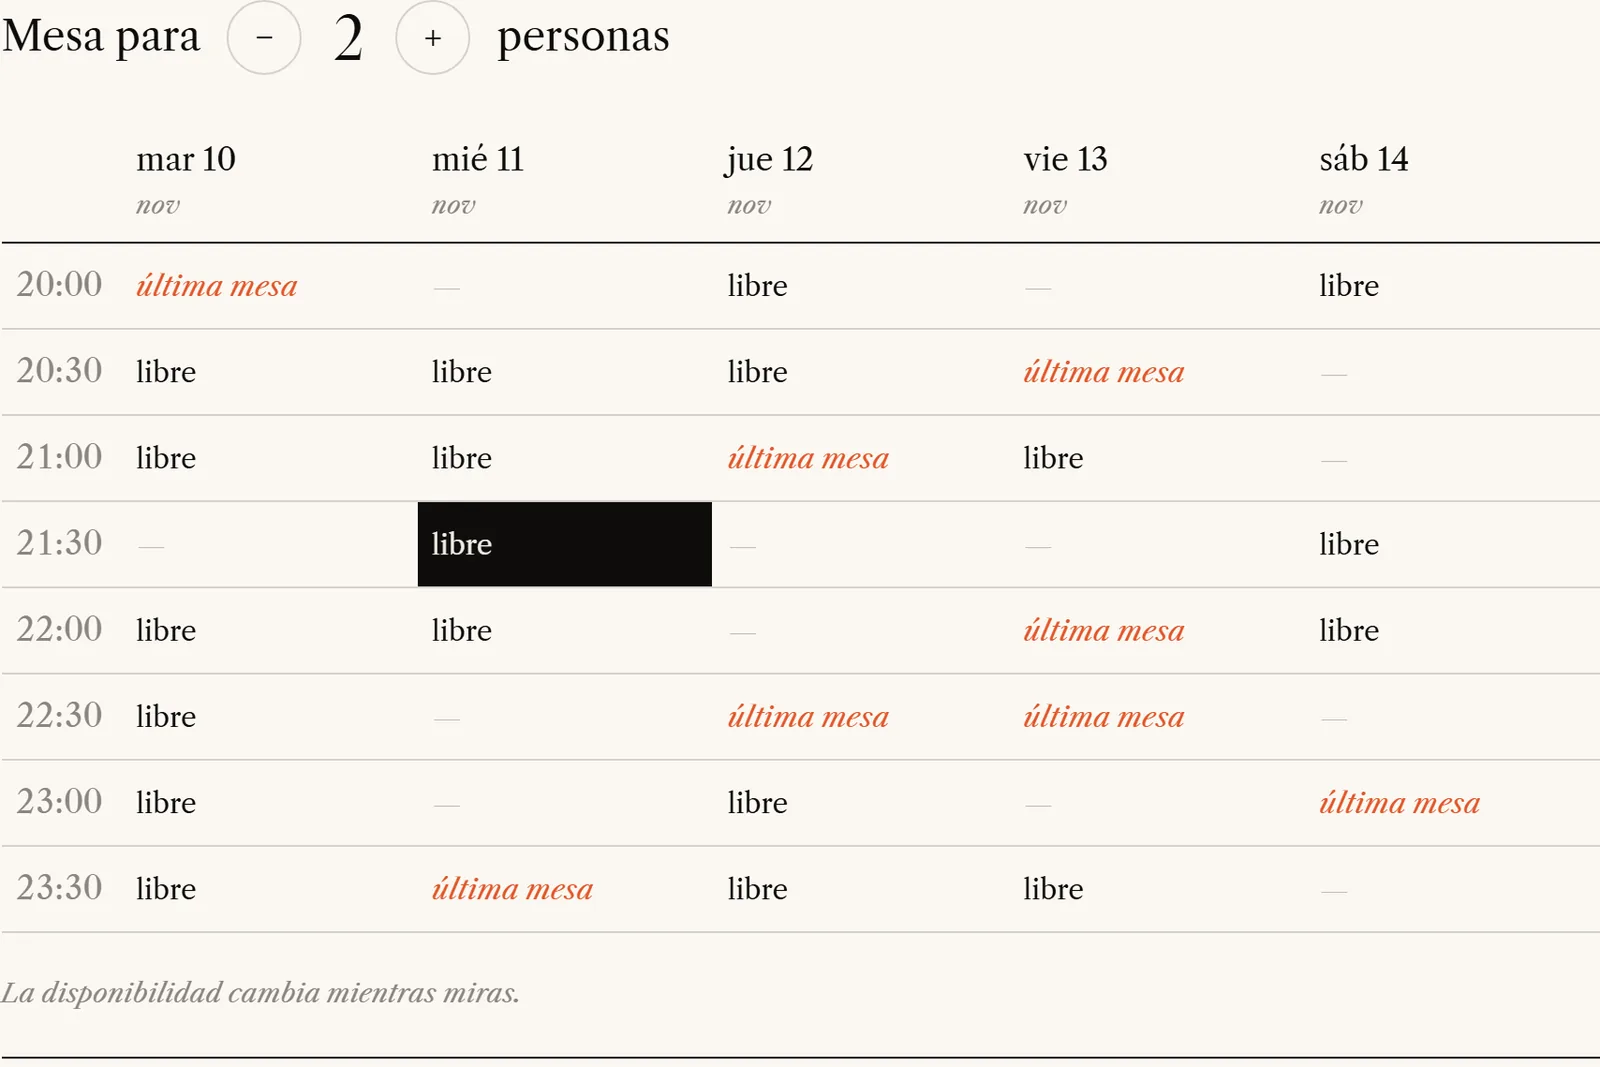 Mesa para − 2 + personas
mar 10 mié 11 jue 12 vie 13 sáb 14
nov nov nov nov nov
20:00 última mesa — libre — libre
20:30 libre libre libre última mesa —
21:00 libre libre última mesa libre —
21:30 — libre — — libre
22:00 libre libre — última mesa libre
22:30 libre — última mesa última mesa —
23:00 libre — libre — última mesa
23:30 libre última mesa libre libre —
La disponibilidad cambia mientras miras.